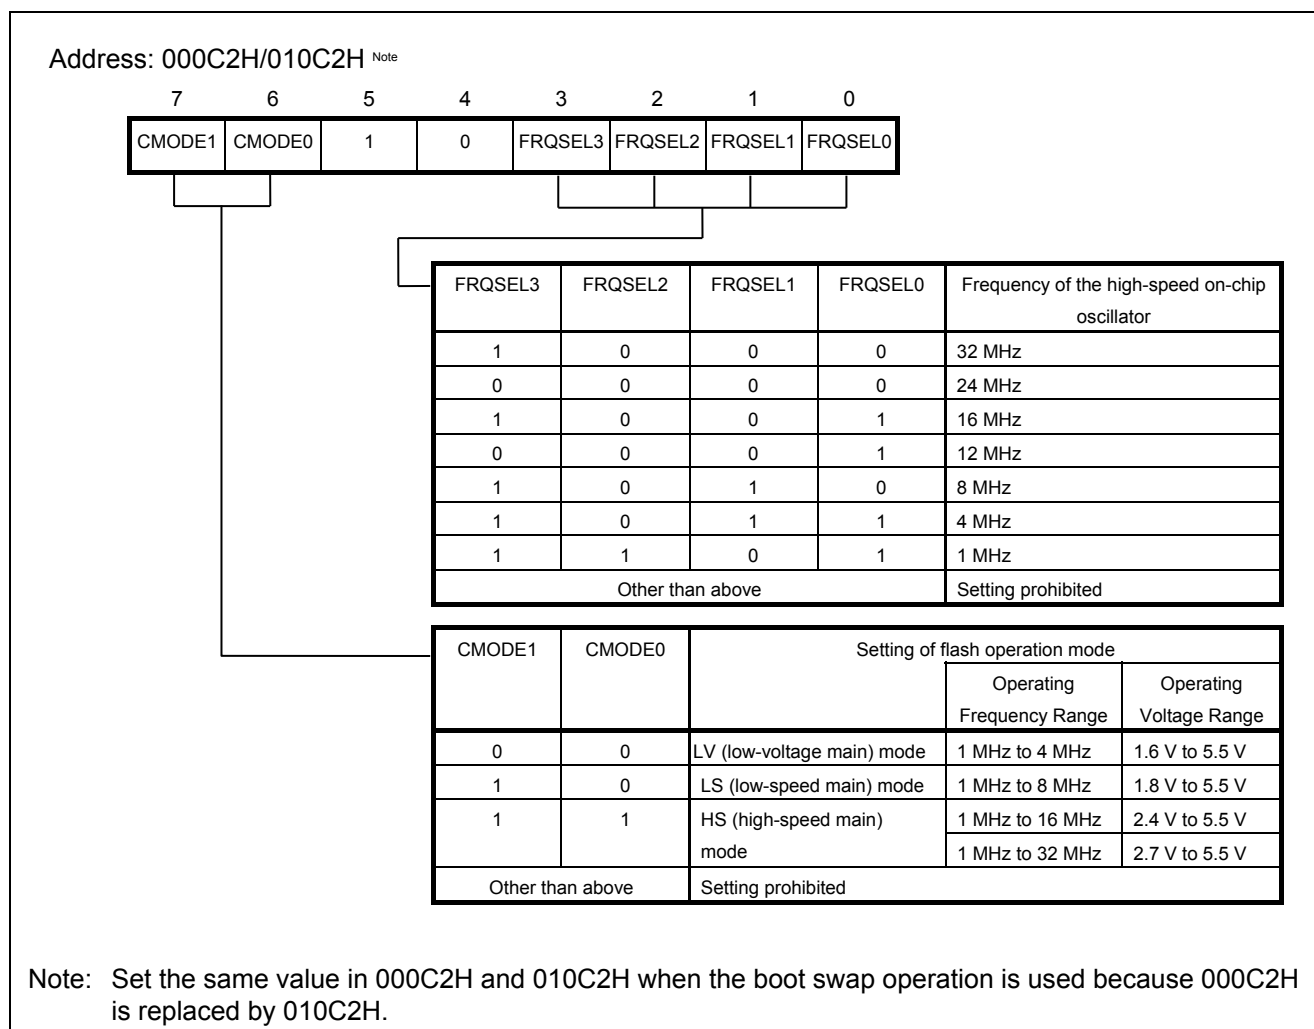 Address: 000C2H/010C2H Note
7 6 5 4 3 2 1 0
CMODE1 CMODE0 1 0 FRQSEL3 FRQSEL2 FRQSEL1 FRQSEL0
FRQSEL3 FRQSEL2 FRQSEL1 FRQSEL0 Frequency of the high-speed on-chip
oscillator
1 0 0 0 32 MHz
0 0 0 0 24 MHz
1 0 0 1 16 MHz
0 0 0 1 12 MHz
1 0 1 0 8 MHz
1 0 1 1 4 MHz
1 1 0 1 1 MHz
Other than above Setting prohibited
CMODE1 CMODE0 Setting of flash operation mode
Operating Operating
Frequency Range Voltage Range
0 0 LV (low-voltage main) mode 1 MHz to 4 MHz 1.6 V to 5.5 V
1 0 LS (low-speed main) mode 1 MHz to 8 MHz 1.8 V to 5.5 V
1 1 HS (high-speed main) 1 MHz to 16 MHz 2.4 V to 5.5 V
mode 1 MHz to 32 MHz 2.7 V to 5.5 V
Other than above Setting prohibited
Note: Set the same value in 000C2H and 010C2H when the boot swap operation is used because 000C2H
is replaced by 010C2H.